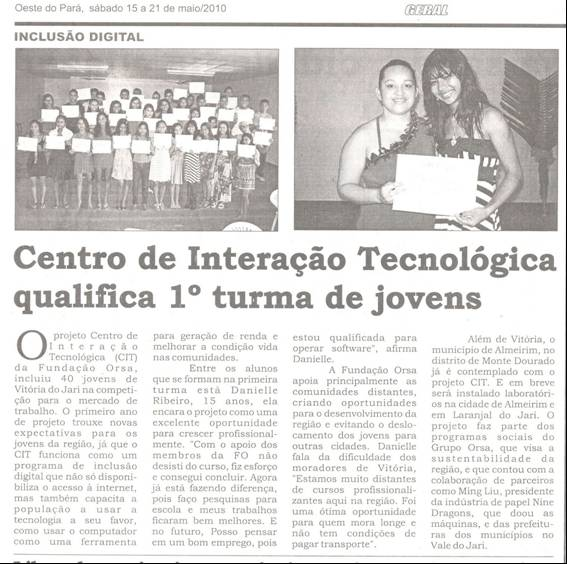 Oeste do Pará, sábado 15 a 21 de maio/2010
GERAL
INCLUSÃO DIGITAL
Centro de Interação Tecnológica
qualifica 1º turma de jovens
O projeto Centro de
Interação
Tecnológica (CIT)
da Fundação Orsa,
incluiu 40 jovens de
Vitória do Jari na competi-
ção para o mercado de
trabalho. O primeiro ano
de projeto trouxe novas
expectativas para os
jovens da região, já que o
CIT funciona como um
programa de inclusão
digital que não só disponibi-
liza o acesso à internet,
mas também capacita a
população a usar a
tecnologia a seu favor,
como usar o computador
como uma ferramenta
para geração de renda e
melhorar a condição vida
nas comunidades.
Entre os alunos
que se formam na primeira
turma está Danielle
Ribeiro, 15 anos, ela
encara o projeto como uma
excelente oportunidade
para crescer profissional-
mente. "Com o apoio dos
membros da FO não
desisti do curso, fiz esforço
e consegui concluir. Agora
já está fazendo diferença,
pois faço pesquisas para
escola e meus trabalhos
ficaram bem melhores. E
no futuro, Posso pensar
em um bom emprego, pois
estou qualificada para
operar software", afirma
Danielle.
A Fundação Orsa
apoia principalmente as
comunidades distantes,
criando oportunidades
para o desenvolvimento da
região e evitando o deslo-
camento dos jovens para
outras cidades. Danielle
fala da dificuldade dos
moradores de Vitória,
"Estamos muito distantes
de cursos profissionali-
zantes aqui na região. Foi
uma ótima oportunidade
para quem mora longe e
não tem condições de
pagar transporte".
Além de Vitória, o
município de Almeirim, no
distrito de Monte Dourado
já é contemplado com o
projeto CIT. E em breve
será instalado laboratóri-
os na cidade de Almeirim e
em Laranjal do Jari. O
projeto faz parte dos
programas sociais do
Grupo Orsa, que visa a
sustentabilidade da
região, e que contou com a
colaboração de parceiros
como Ming Liu, presidente
da indústria de papel Nine
Dragons, que doou as
máquinas, e das prefeitu-
ras dos municípios no
Vale do Jari.